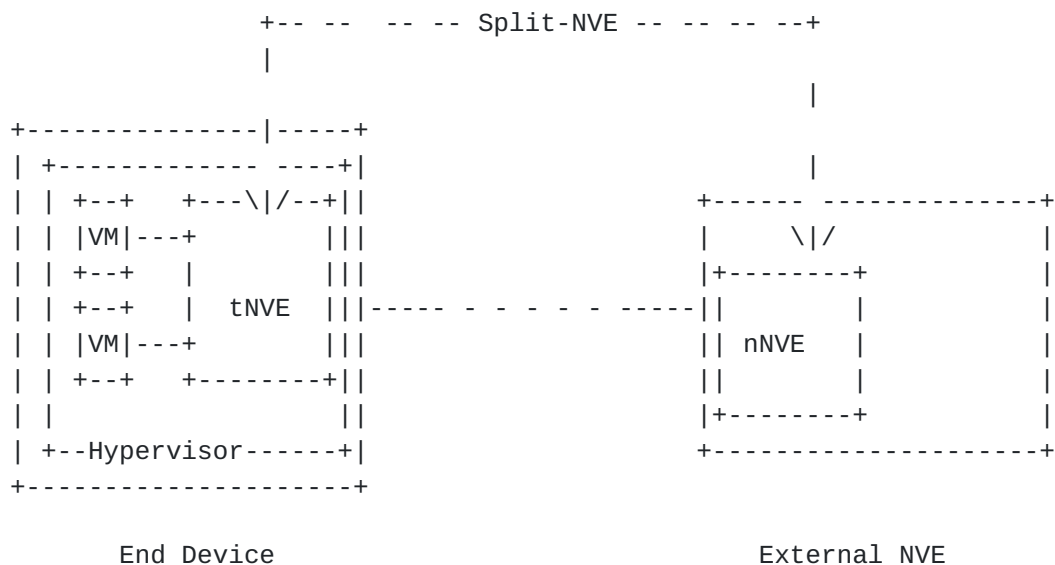 Split-NVE
VM
tNVE
VM
nNVE
Hypervisor
End Device External NVE